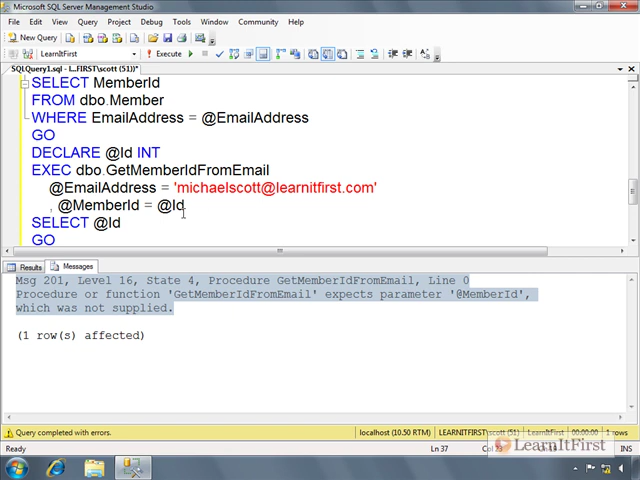 Microsoft SQL Server Management Studio
File Edit View Query Project Debug Tools Window Community Help
New Query
LearnItFirst Execute
SQLQuery1.sql - l...FIRST\scott (51))*
SELECT MemberId
FROM dbo.Member
WHERE EmailAddress = @EmailAddress
GO
DECLARE @Id INT
EXEC dbo.GetMemberIdFromEmail
@EmailAddress = 'michaelscott@learnitfirst.com'
, @MemberId = @Id
SELECT @Id
GO
Results Messages
Msg 201, Level 16, State 4, Procedure GetMemberIdFromEmail, Line 0
Procedure or function 'GetMemberIdFromEmail' expects parameter '@MemberId',
which was not supplied.
(1 row(s) affected)
Query completed with errors. localhost (10.50 RTM) LEARNITFIRST\scott (51) LearnItFirst 00:00:00 1 rows
LearnItFirst
Ready Ln 37 Col 23